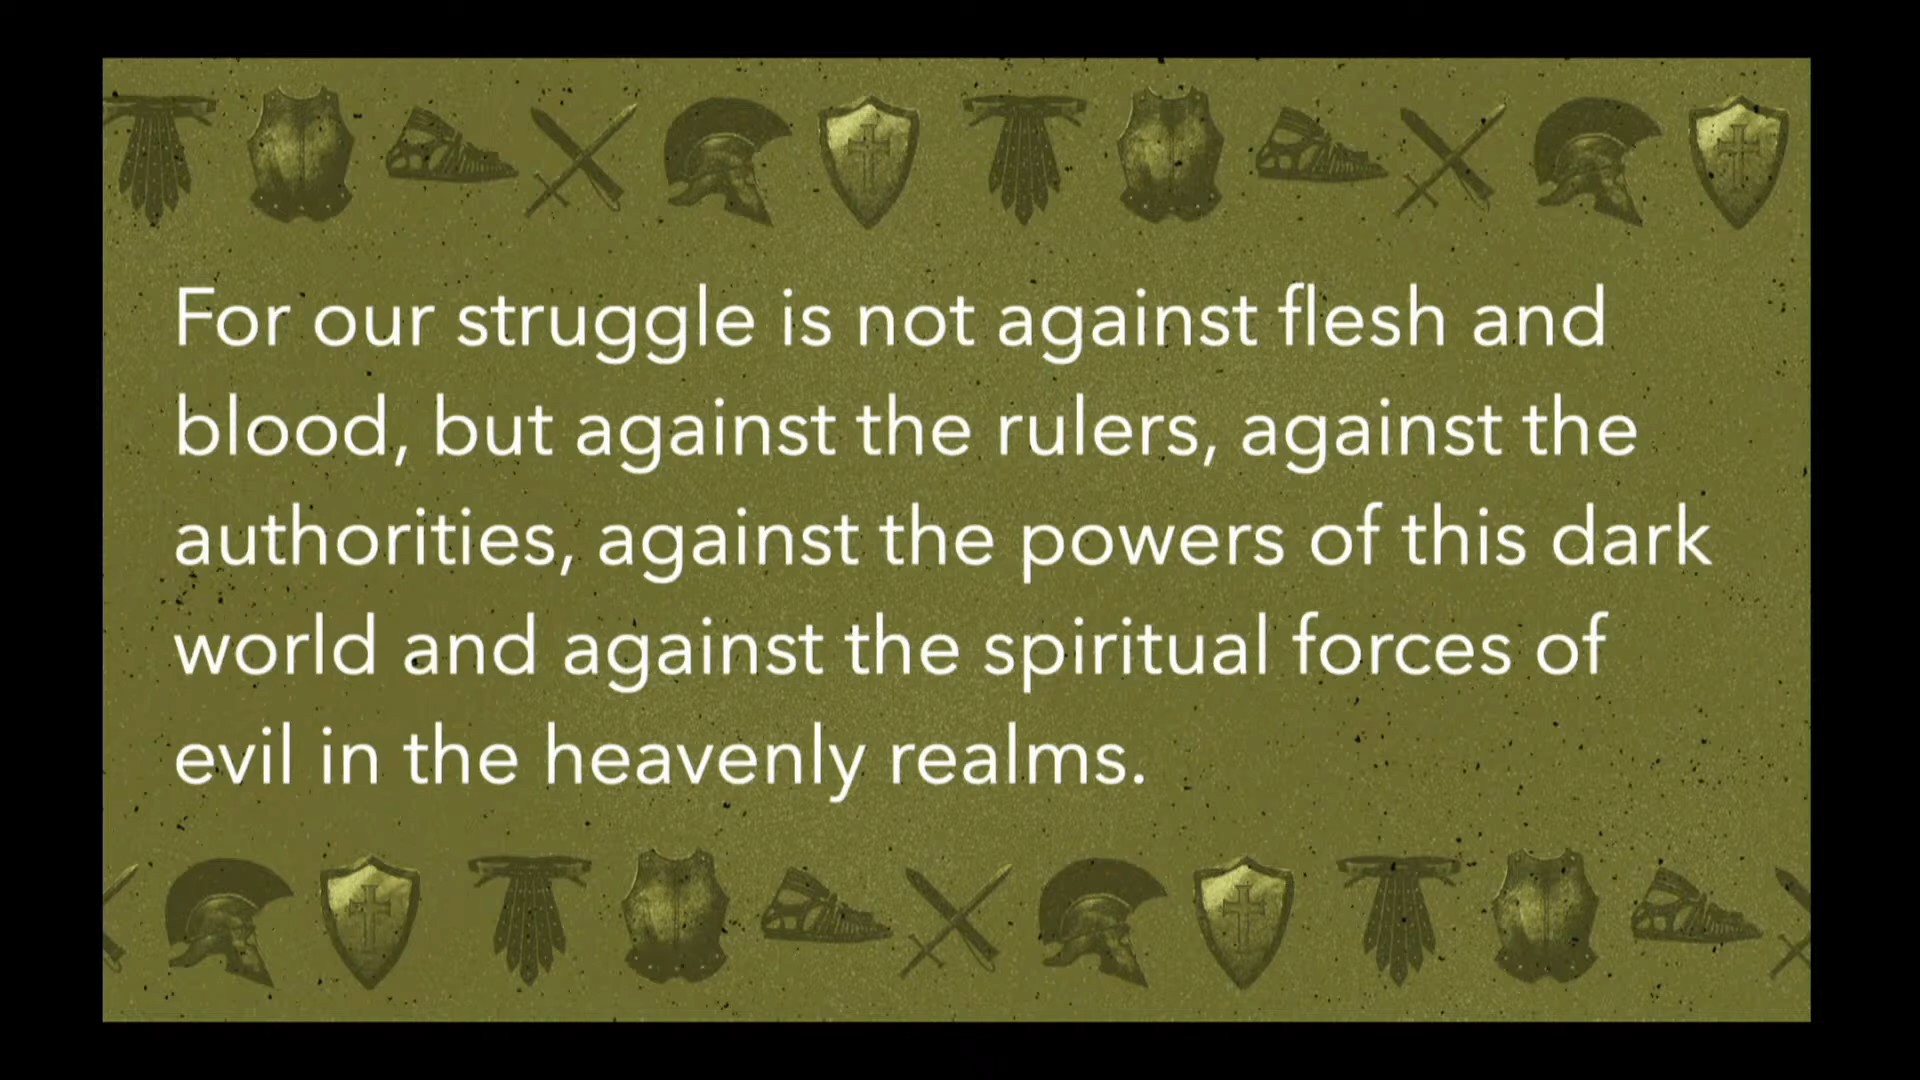 For our struggle is not against flesh and
blood, but against the rulers, against the
authorities, against the powers of this dark
world and against the spiritual forces of
evil in the heavenly realms.